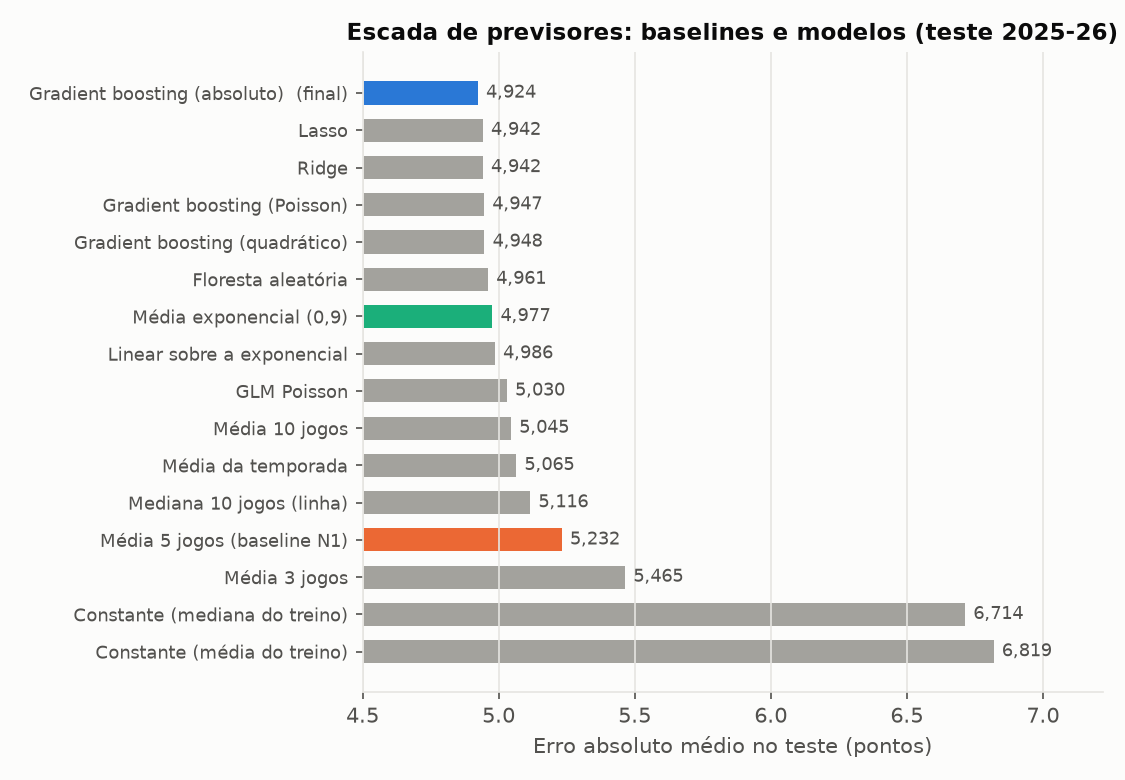 Escada de previsores: baselines e modelos (teste 2025-26)
Gradient boosting (absoluto)  (final) 4,924
Lasso 4,942
Ridge 4,942
Gradient boosting (Poisson) 4,947
Gradient boosting (quadrático) 4,948
Floresta aleatória 4,961
Média exponencial (0,9) 4,977
Linear sobre a exponencial 4,986
GLM Poisson 5,030
Média 10 jogos 5,045
Média da temporada 5,065
Mediana 10 jogos (linha) 5,116
Média 5 jogos (baseline N1) 5,232
Média 3 jogos 5,465
Constante (mediana do treino) 6,714
Constante (média do treino) 6,819
4.5 5.0 5.5 6.0 6.5 7.0
Erro absoluto médio no teste (pontos)